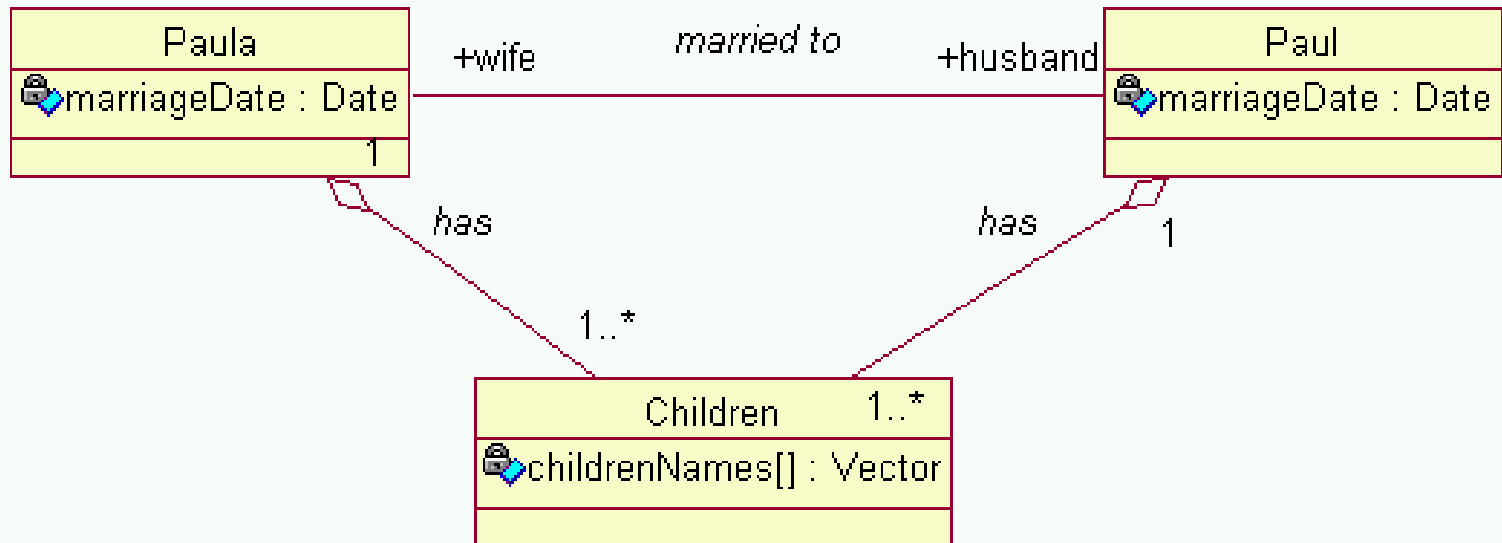 Paula
marriageDate : Date
1
+wife
married to
+husband
Paul
marriageDate : Date
1
has
has
1..*
1..*
Children
childrenNames[] : Vector